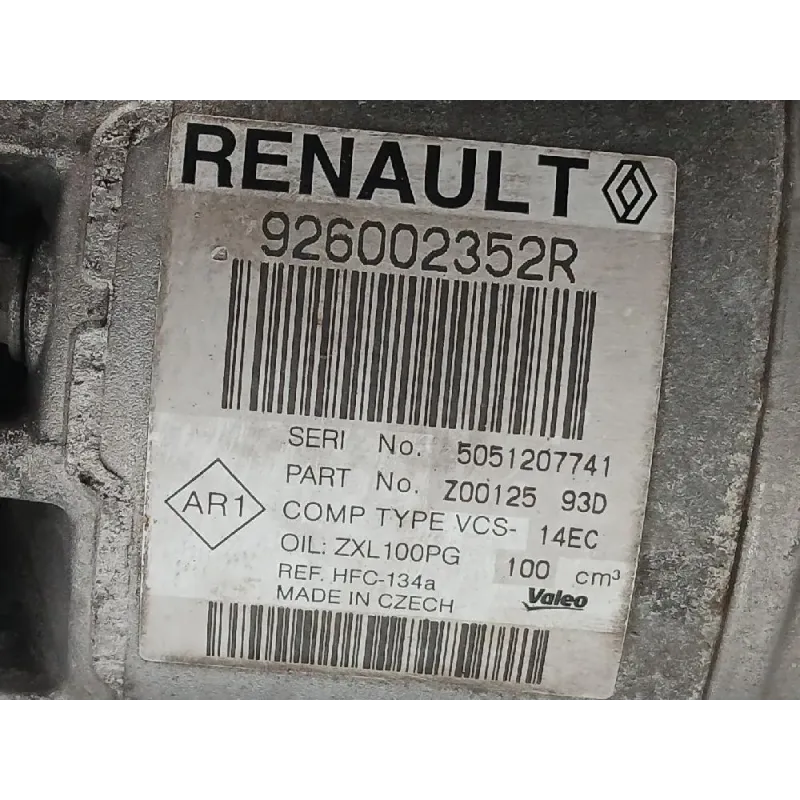 RENAULT
926002352R
SERI No. 5051207741
PART No. Z00125 93D
AR1
COMP TYPE VCS- 14EC
OIL: ZXL100PG 100 cm³
REF. HFC-134a
MADE IN CZECH Valeo